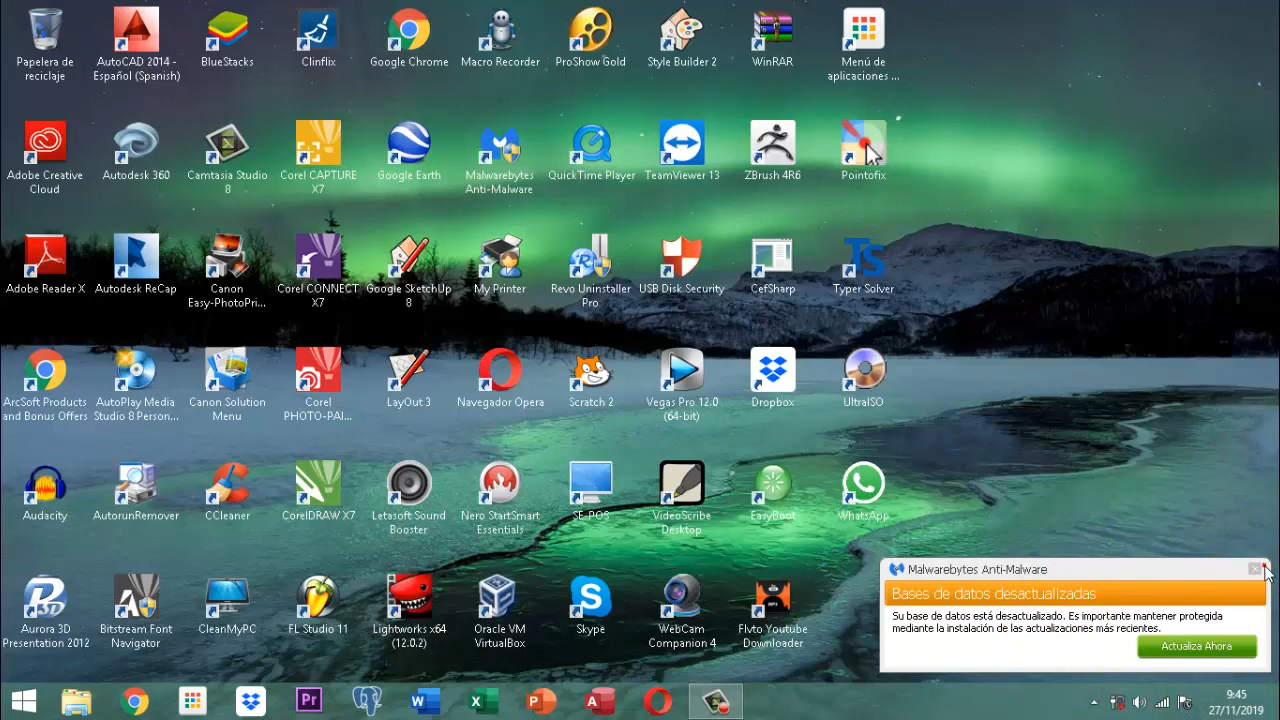 Papelera de
reciclaje
AutoCAD 2014 -
Español (Spanish)
BlueStacks
Clinflix
Google Chrome
Macro Recorder
ProShow Gold
Style Builder 2
WinRAR
Menú de
aplicaciones ...
Adobe Creative
Cloud
Autodesk 360
Camtasia Studio
8
Corel CAPTURE
X7
Google Earth
Malwarebytes
Anti-Malware
QuickTime Player
TeamViewer 13
ZBrush 4R6
Pointofix
Adobe Reader X
Autodesk ReCap
Canon
Easy-PhotoPri...
Corel CONNECT
X7
Google SketchUp
8
My Printer
Revo Uninstaller
Pro
USB Disk Security
CefSharp
Ts
Typer Solver
ArcSoft Products
and Bonus Offers
AutoPlay Media
Studio 8 Person...
Canon Solution
Menu
Corel
PHOTO-PAI...
LayOut 3
Navegador Opera
Scratch 2
Vegas Pro 12.0
(64-bit)
Dropbox
UltraISO
Audacity
AutorunRemover
CCleaner
CorelDRAW X7
Letasoft Sound
Booster
Nero StartSmart
Essentials
SE-POS
VideoScribe
Desktop
EasyBoot
WhatsApp
Aurora 3D
Presentation 2012
Bitstream Font
Navigator
CleanMyPC
FL Studio 11
Lightworks x64
(12.0.2)
Oracle VM
VirtualBox
Skype
WebCam
Companion 4
Flvto Youtube
Downloader
Malwarebytes Anti-Malware
Bases de datos desactualizadas
Su base de datos está desactualizado. Es importante mantener protegida
mediante la instalación de las actualizaciones más recientes.
Actualiza Ahora
Pr
9:45
27/11/2019